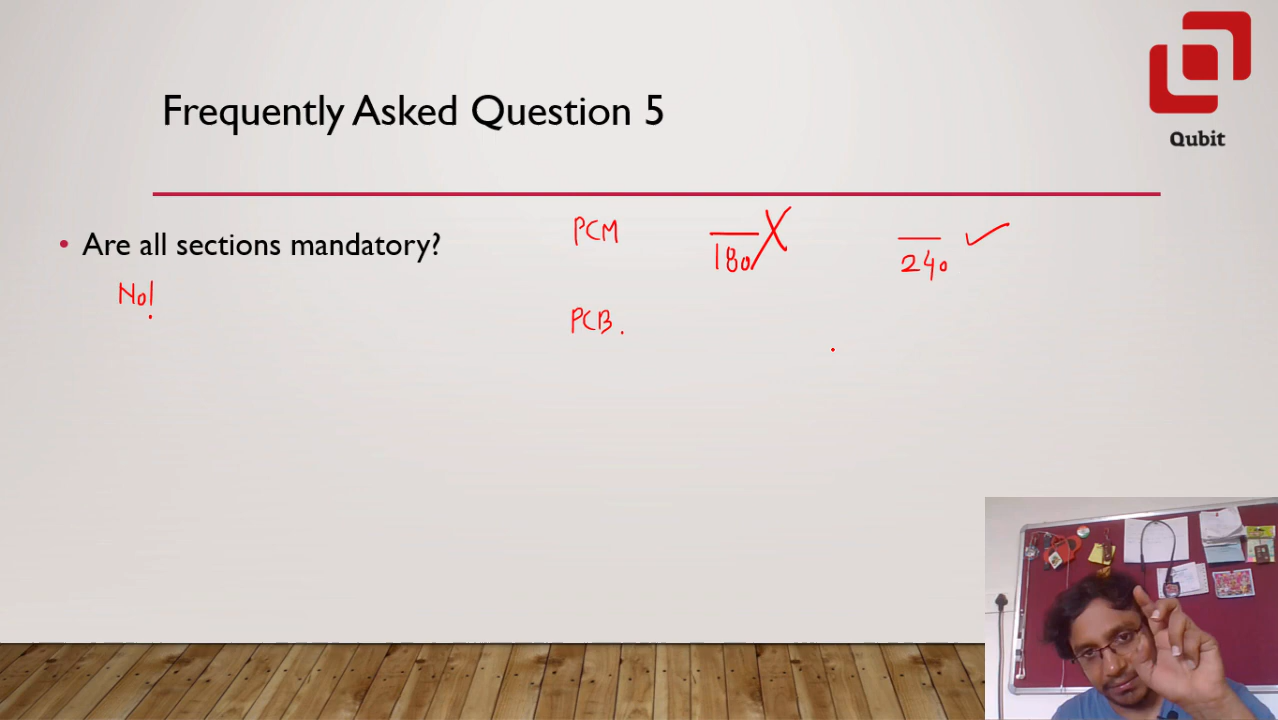 Qubit
Frequently Asked Question 5
• Are all sections mandatory?
No!
PCM
180
240
PCB.